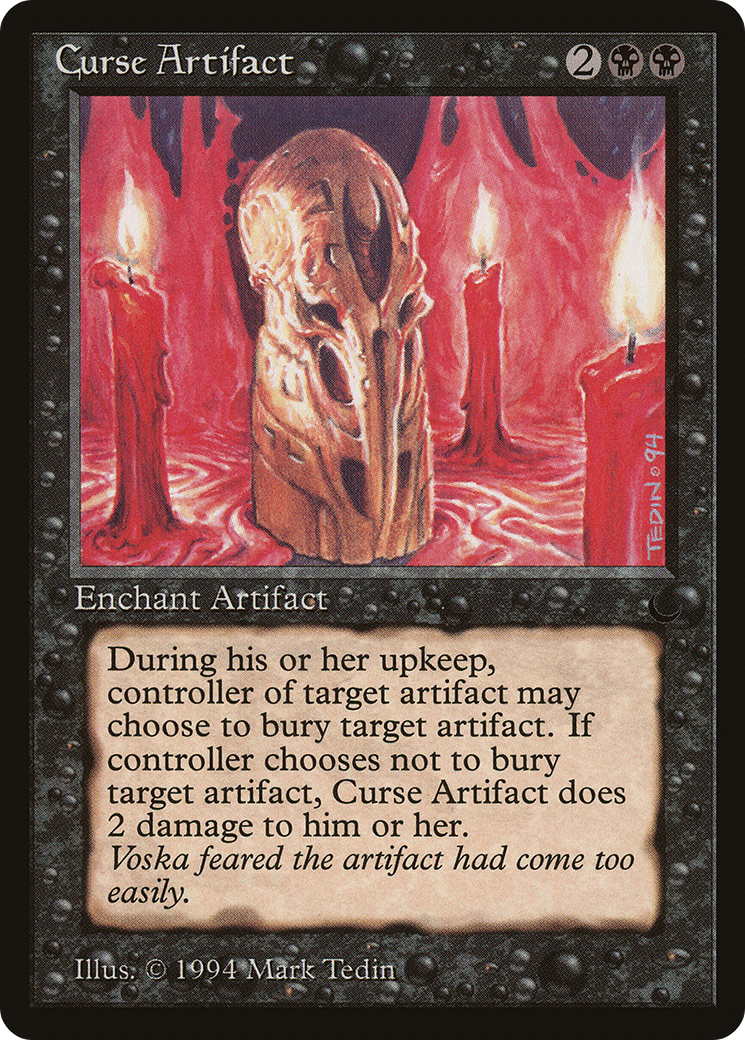 Curse Artifact 2
TEDIN 94
Enchant Artifact
During his or her upkeep,
controller of target artifact may
choose to bury target artifact. If
controller chooses not to bury
target artifact, Curse Artifact does
2 damage to him or her.
Voska feared the artifact had come too
easily.
Illus. © 1994 Mark Tedin